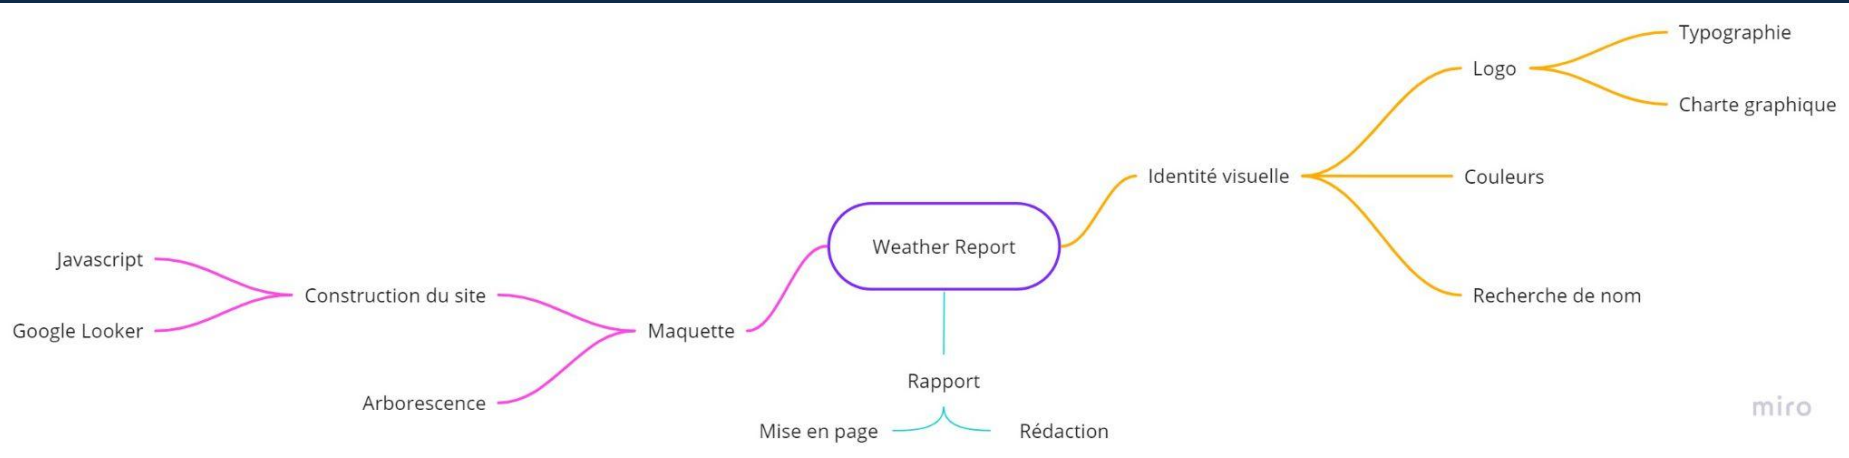 Typographie
Logo
Charte graphique
Identité visuelle
Couleurs
Weather Report
Javascript
Construction du site
Recherche de nom
Google Looker
Maquette
Rapport
Arborescence
miro
Mise en page
Rédaction